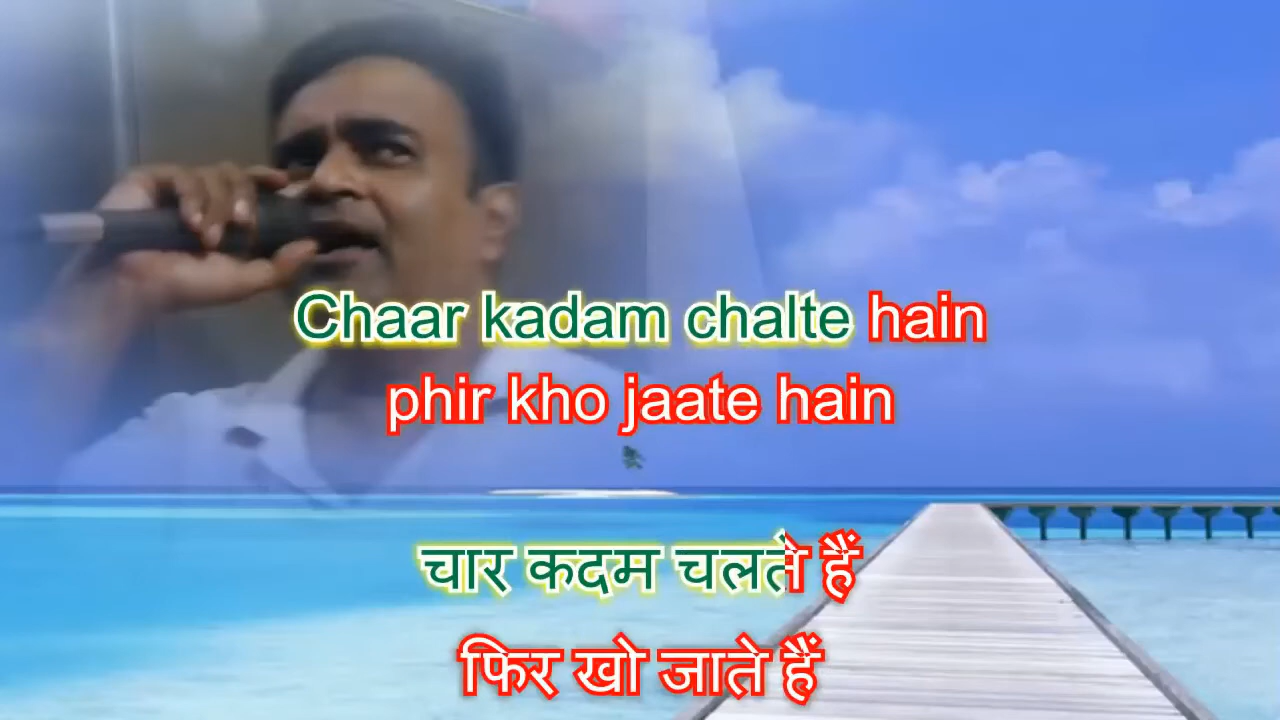 Chaar kadam chalte hain
phir kho jaate hain
चार कदम चलते हैं
फिर खो जाते हैं